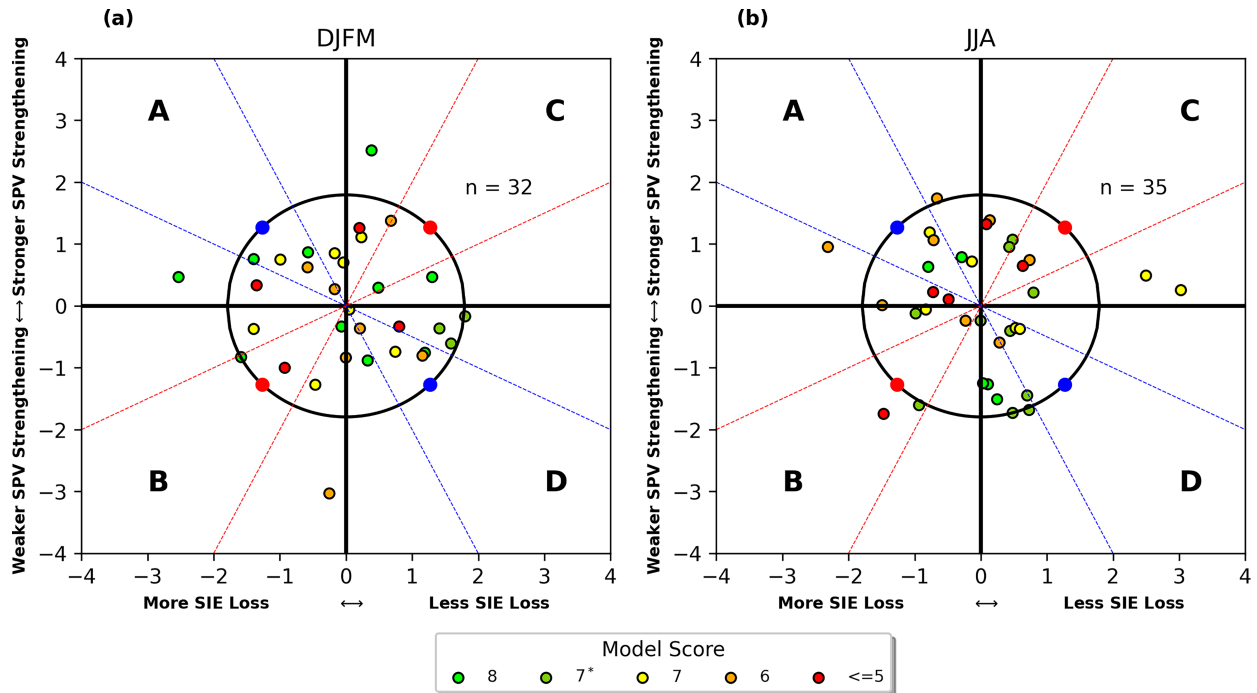 (a)
DJFM
Weaker SPV Strengthening <--> Stronger SPV Strengthening
4
3
2
1
0
−1
−2
−3
−4
A
C
n = 32
B
D
−4 −3 −2 −1 0 1 2 3 4
More SIE Loss <--> Less SIE Loss
(b)
JJA
Weaker SPV Strengthening <--> Stronger SPV Strengthening
4
3
2
1
0
−1
−2
−3
−4
A
C
n = 35
B
D
−4 −3 −2 −1 0 1 2 3 4
More SIE Loss <--> Less SIE Loss
Model Score
8 7* 7 6 <=5